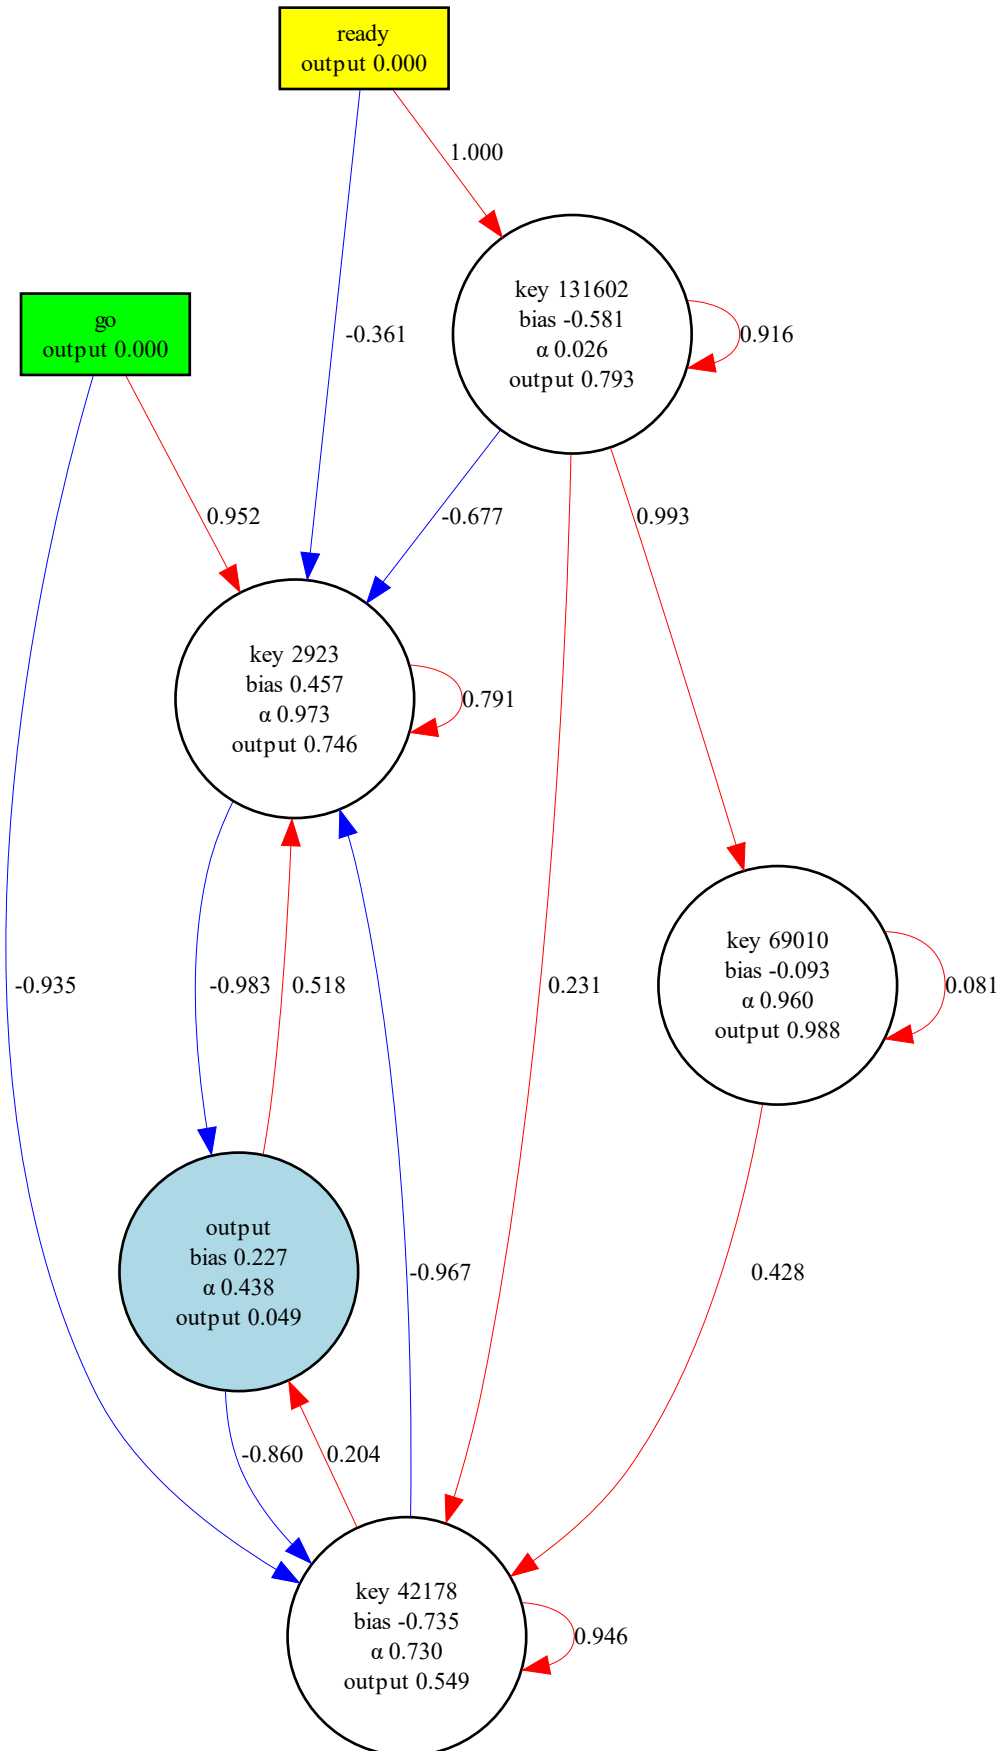 ready
output 0.000
1.000
key 131602
bias -0.581
α 0.026
output 0.793
0.916
go
output 0.000
-0.361
0.952
-0.677
0.993
key 2923
bias 0.457
α 0.973
output 0.746
0.791
key 69010
bias -0.093
α 0.960
output 0.988
0.081
-0.935
-0.983
0.518
0.231
output
bias 0.227
α 0.438
output 0.049
-0.967
0.428
-0.860
0.204
key 42178
bias -0.735
α 0.730
output 0.549
0.946